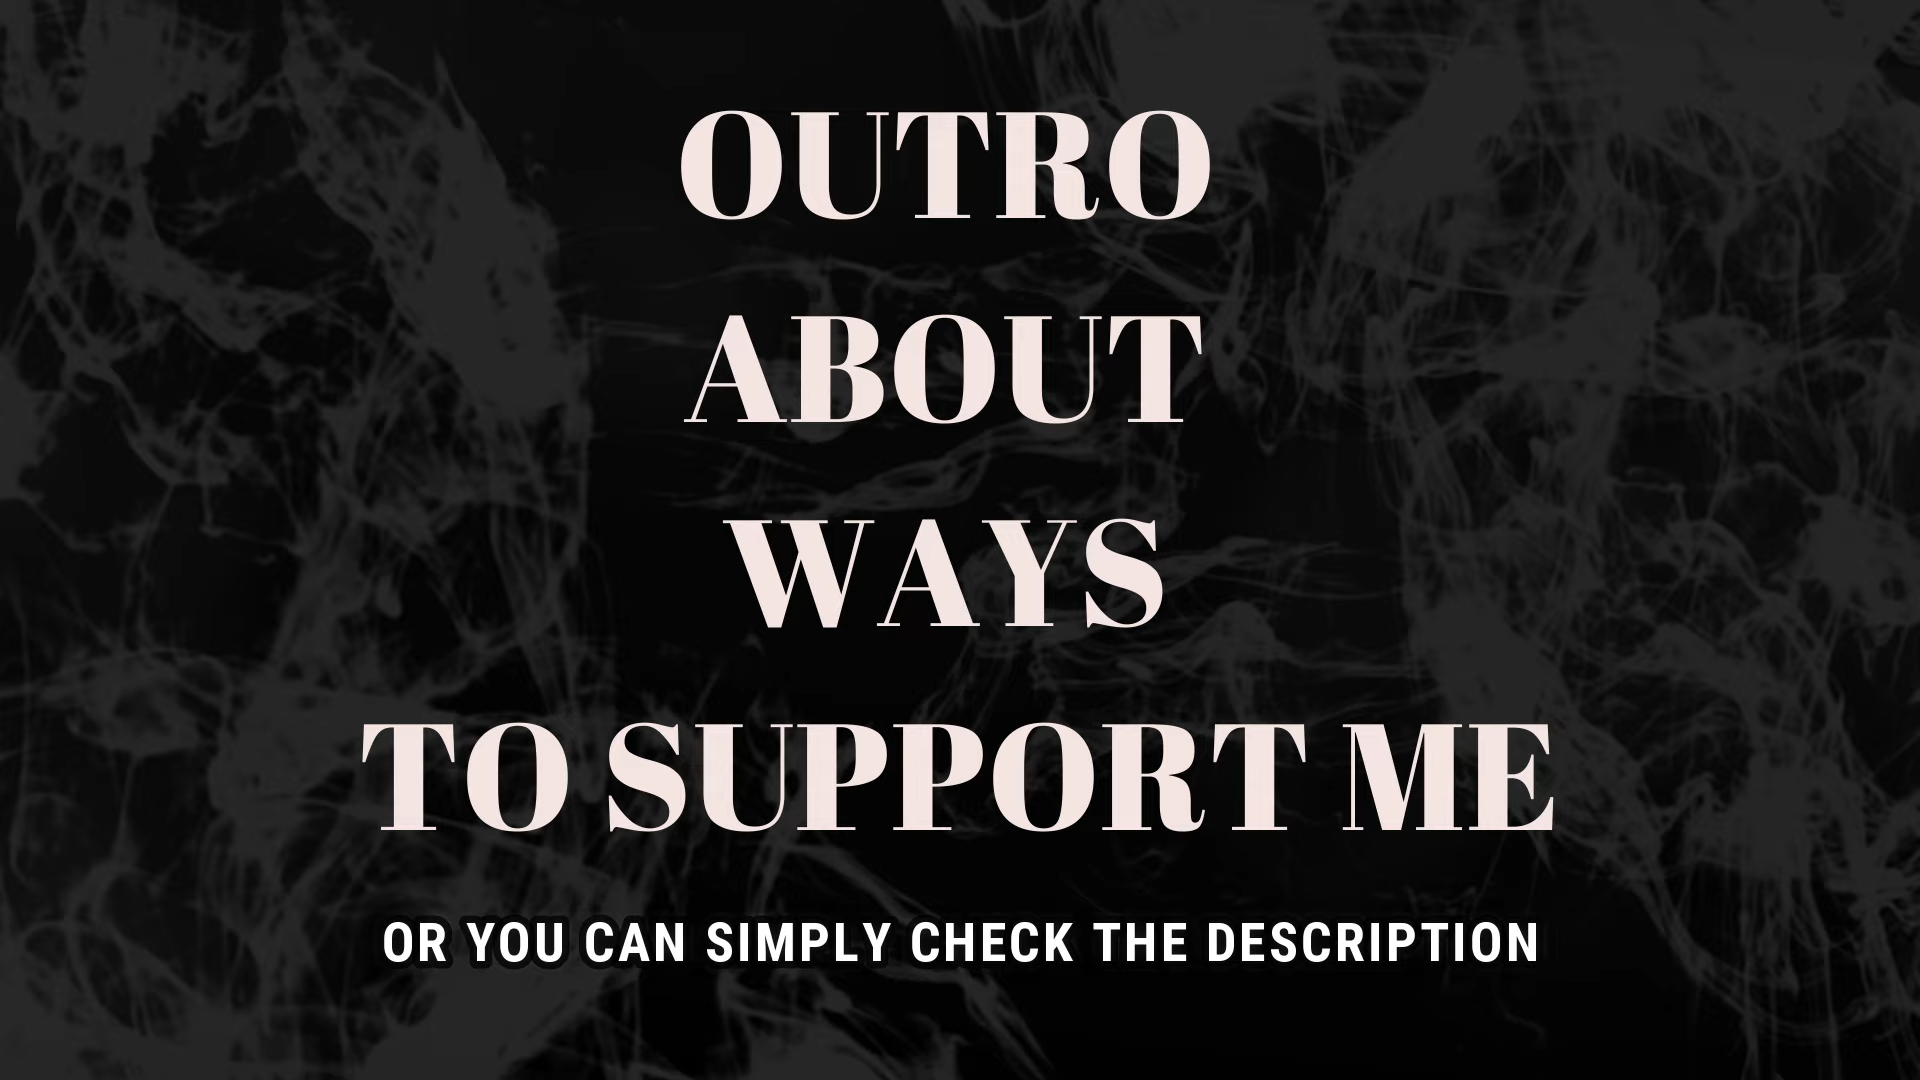 OUTRO
ABOUT
WAYS
TO SUPPORT ME
OR YOU CAN SIMPLY CHECK THE DESCRIPTION